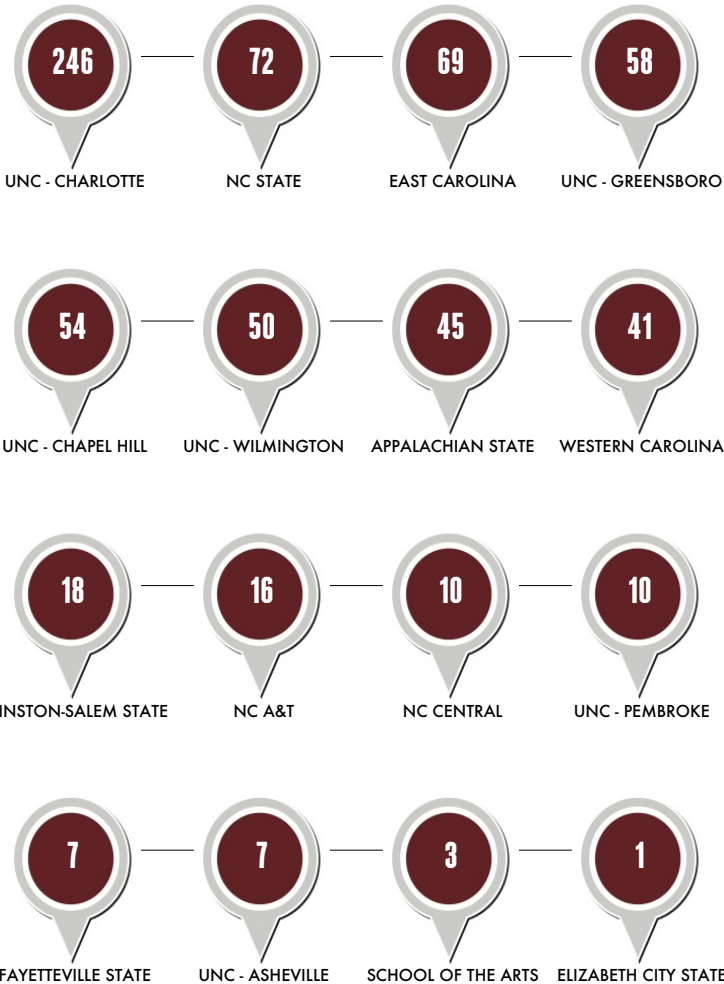 246 72 69 58
UNC - CHARLOTTE NC STATE EAST CAROLINA UNC - GREENSBORO
54 50 45 41
UNC - CHAPEL HILL UNC - WILMINGTON APPALACHIAN STATE WESTERN CAROLINA
18 16 10 10
INSTON-SALEM STATE NC A&T NC CENTRAL UNC - PEMBROKE
7 7 3 1
FAYETTEVILLE STATE UNC - ASHEVILLE SCHOOL OF THE ARTS ELIZABETH CITY STATE